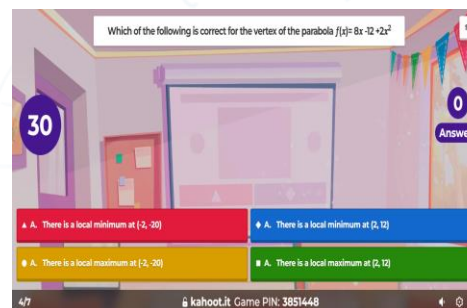 Which of the following is correct for the vertex of the parabola f(x)= 8x -12 +2x²
30
0
Answe
▲ A. There is a local minimum at (-2, -20)
◆ A. There is a local minimum at (2, 12)
● A. There is a local maximum at (-2, -20)
■ A. There is a local maximum at (2, 12)
4/7
kahoot.it Game PIN: 3851448